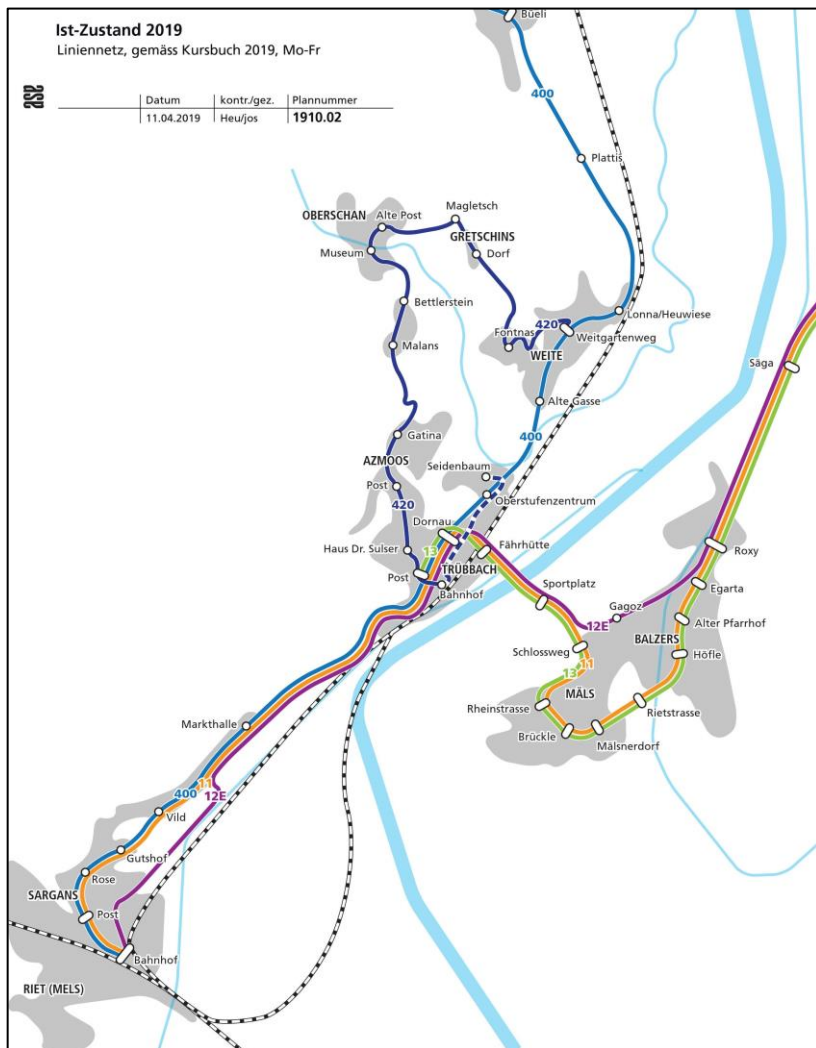 Ist-Zustand 2019
Liniennetz, gemäss Kursbuch 2019, Mo-Fr
asa
Datum kontr./gez. Plannummer
11.04.2019 Heu/jos 1910.02
Büeli
400
Plattis
Magletsch
OBERSCHAN Alte Post
GRETSCHINS
Museum Dorf
Bettlerstein
Lonna/Heuwiese
420
Fontnas Weitgartenweg
Malans
WEITE
Säga
Alte Gasse
Gatina
400
AZMOOS
Seidenbaum
Post
Oberstufenzentrum
420
Dornau
Haus Dr. Sulser 13 Fährhütte Roxy
TRÜBBACH
Post
Bahnhof Sportplatz Egarta
Gagoz
12E Alter Pfarrhof
BALZERS
Schlossweg Höfle
11
13
MÄLS
Rheinstrasse Rietstrasse
Markthalle
Brückle Mälsnerdorf
11
400 12E
Vild
Gutshof
Rose
SARGANS
Post
Bahnhof
RIET (MELS)